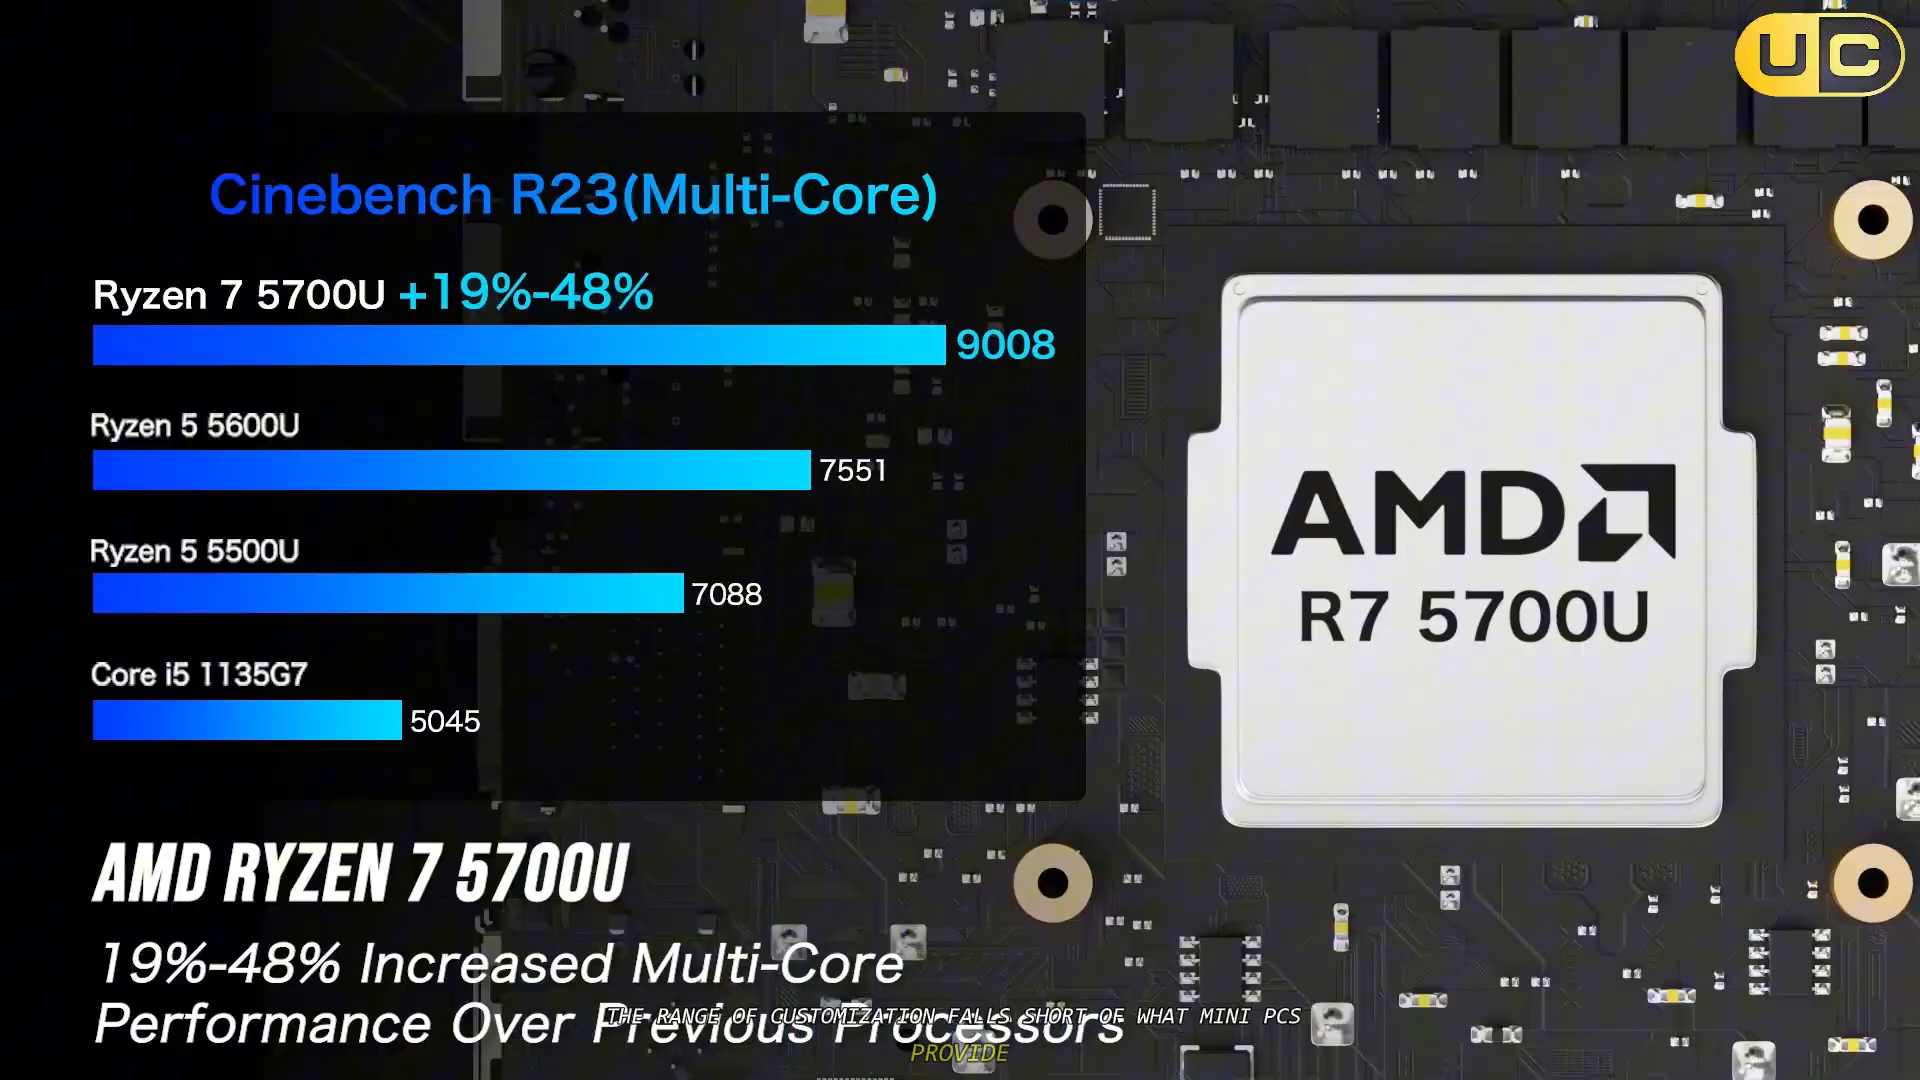 UC
Cinebench R23(Multi-Core)
Ryzen 7 5700U +19%-48%
9008
Ryzen 5 5600U
7551
Ryzen 5 5500U
7088
Core i5 1135G7
5045
AMD
R7 5700U
AMD RYZEN 7 5700U
19%-48% Increased Multi-Core
Performance Over Previous Processors
THE RANGE OF CUSTOMIZATION FALLS SHORT OF WHAT MINI PCS
PROVIDE